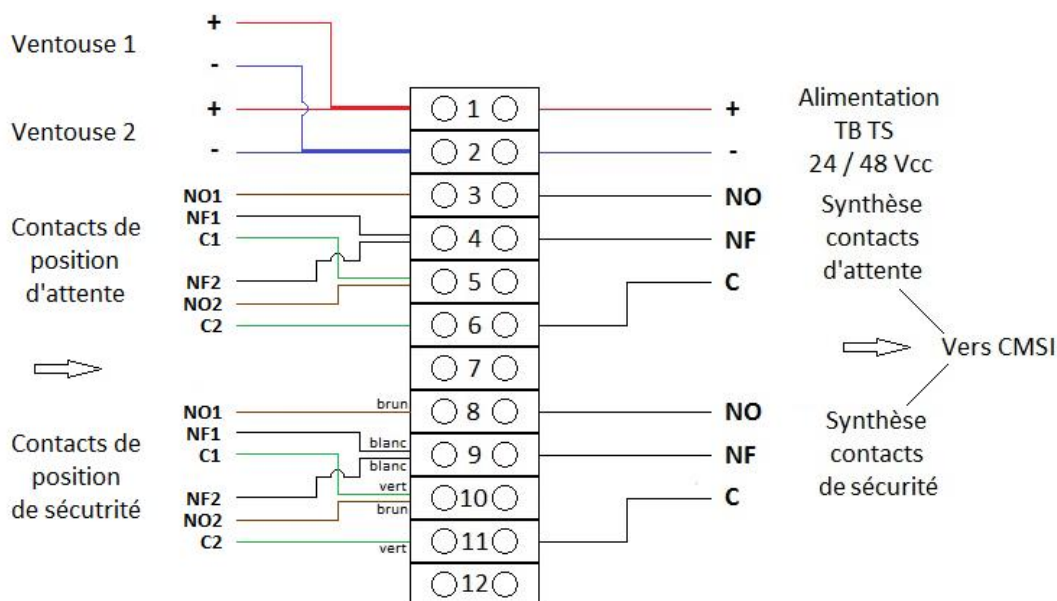 Ventouse 1
+
-
Ventouse 2
+
-
Contacts de
position
d'attente
NO1
NF1
C1
NF2
NO2
C2
Contacts de
position
de sécutrité
NO1
NF1
C1
NF2
NO2
C2
brun
blanc
blanc
vert
brun
vert
1
2
3
4
5
6
7
8
9
10
11
12
+
-
NO
NF
C
NO
NF
C
Alimentation
TB TS
24 / 48 Vcc
Synthèse
contacts
d'attente
Vers CMSI
Synthèse
contacts
de sécurité